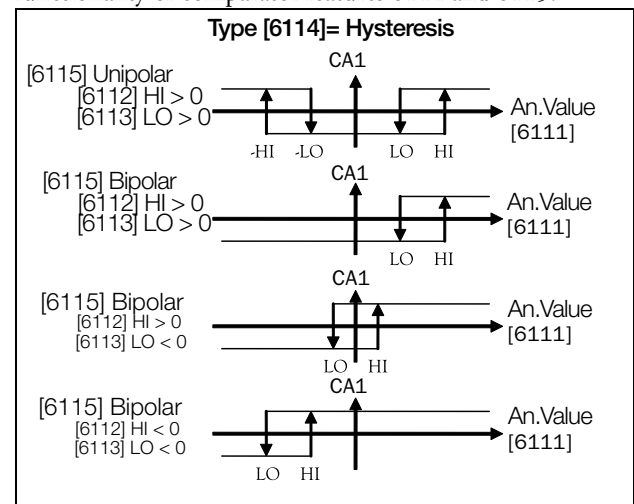 Type [6114]= Hysteresis
CA1
[6115] Unipolar
[6112] HI > 0
[6113] LO > 0
An.Value
[6111]
-HI -LO LO HI
CA1
[6115] Bipolar
[6112] HI > 0
[6113] LO > 0
An.Value
[6111]
LO HI
CA1
[6115] Bipolar
[6112] HI > 0
[6113] LO < 0
An.Value
[6111]
LO HI
CA1
[6115] Bipolar
[6112] HI < 0
[6113] LO < 0
An.Value
[6111]
LO HI